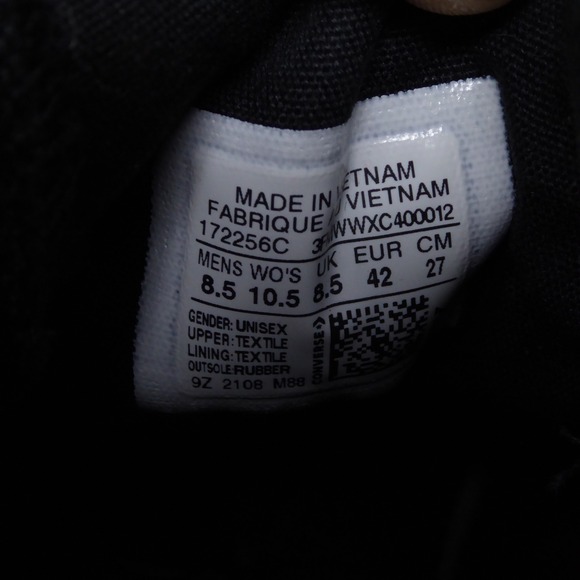 MADE IN VIETNAM
FABRIQUE AU VIETNAM
172256C
MENS WO'S UK EUR CM
8.5 10.5 8.5 42 27
GENDER: UNISEX
UPPER: TEXTILE
LINING: TEXTILE
OUTSOLE: RUBBER
9Z 2108 M88
CONVERSE